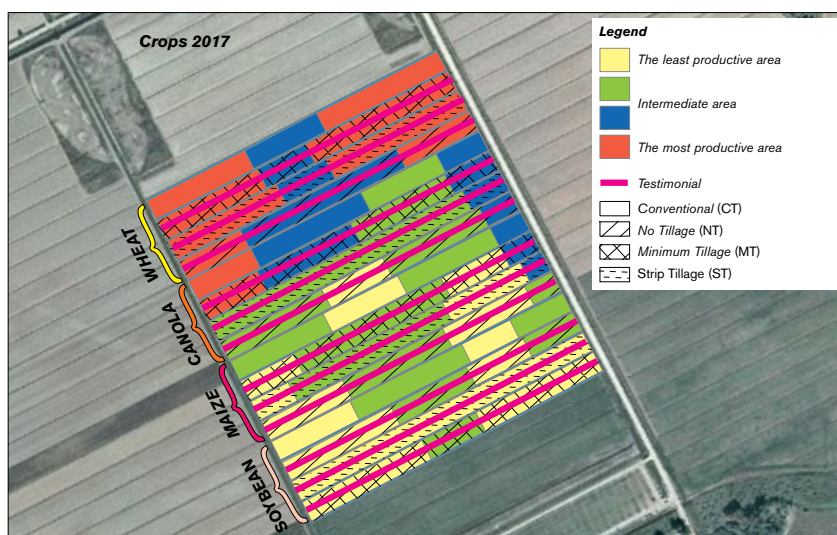 Crops 2017
WHEAT
CANOLA
MAIZE
SOYBEAN
Legend
The least productive area
Intermediate area
The most productive area
Testimonial
Conventional (CT)
No Tillage (NT)
Minimum Tillage (MT)
Strip Tillage (ST)